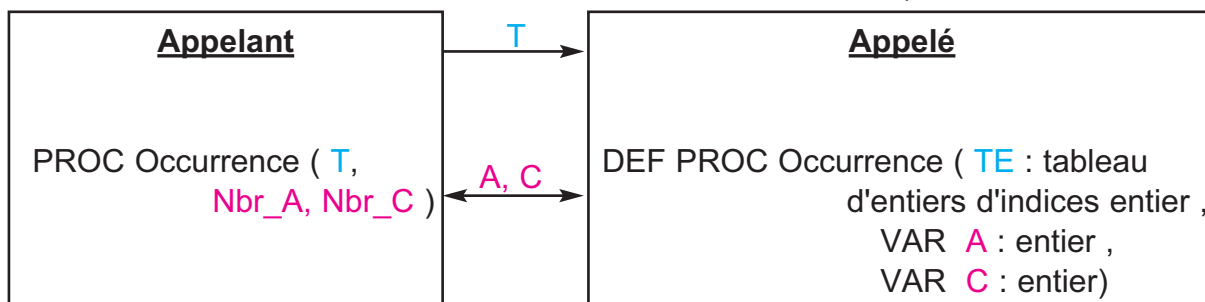 Appelant
T
Appelé
PROC Occurrence ( T,
Nbr_A, Nbr_C )
A, C
DEF PROC Occurrence ( TE : tableau
d'entiers d'indices entier ,
VAR A : entier ,
VAR C : entier)